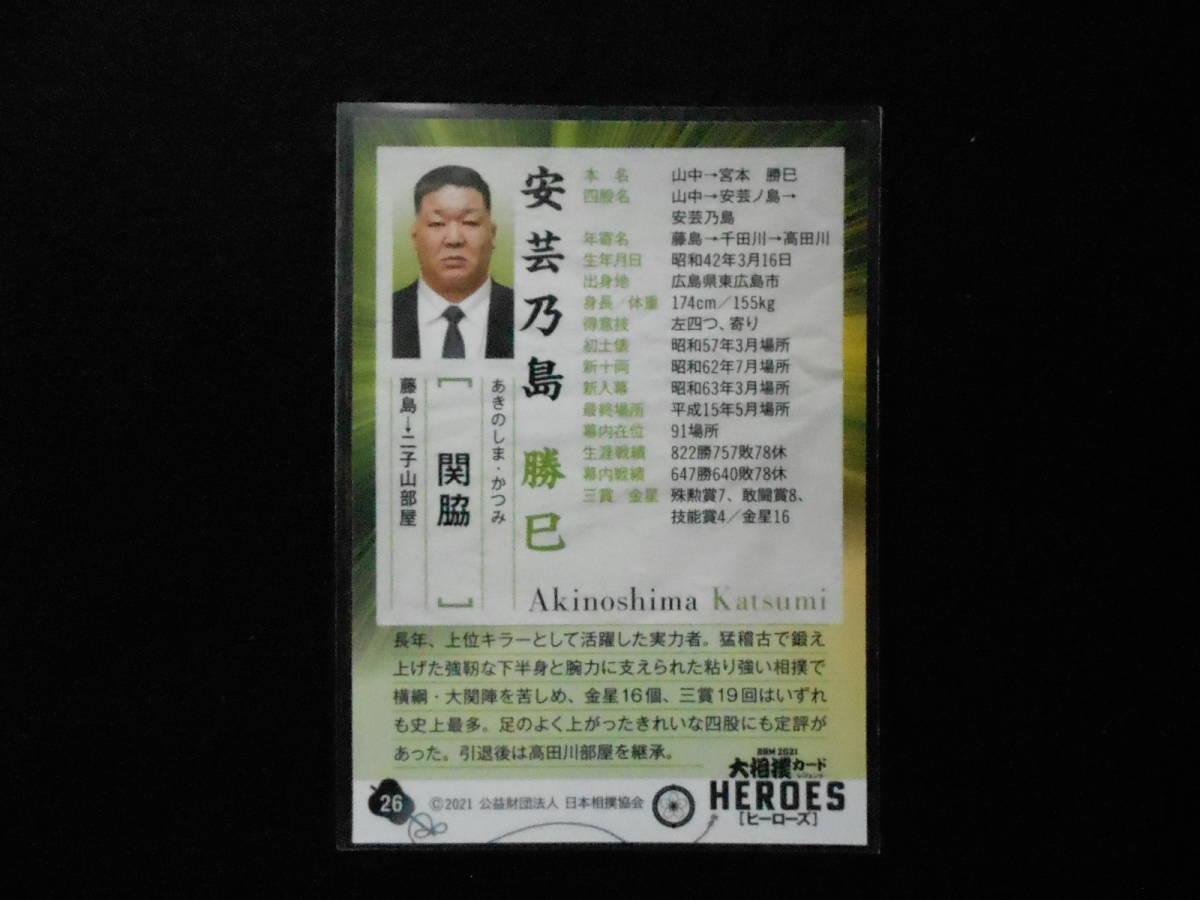 安芸乃島 勝巳
あきのしま・かつみ
[関脇]
藤島→二子山部屋
本名 山中→宮本 勝巳
四股名 山中→安芸ノ島→
安芸乃島
年寄名 藤島→千田川→高田川
生年月日 昭和42年3月16日
出身地 広島県東広島市
身長/体重 174cm/155kg
得意技 左四つ、寄り
初土俵 昭和57年3月場所
新十両 昭和62年7月場所
新入幕 昭和63年3月場所
最終場所 平成15年5月場所
幕内在位 91場所
生涯戦績 822勝757敗78休
幕内戦績 647勝640敗78休
三賞/金星 殊勲賞7、敢闘賞8、
技能賞4/金星16
Akinoshima Katsumi
長年、上位キラーとして活躍した実力者。猛稽古で鍛え
上げた強靭な下半身と腕力に支えられた粘り強い相撲で
横綱・大関陣を苦しめ、金星16個、三賞19回はいずれ
も史上最多。足のよく上がったきれいな四股にも定評が
あった。引退後は高田川部屋を継承。
BBM 2021
大相撲カード
レジェンド
HEROES
[ヒーローズ]
26
©2021 公益財団法人 日本相撲協会